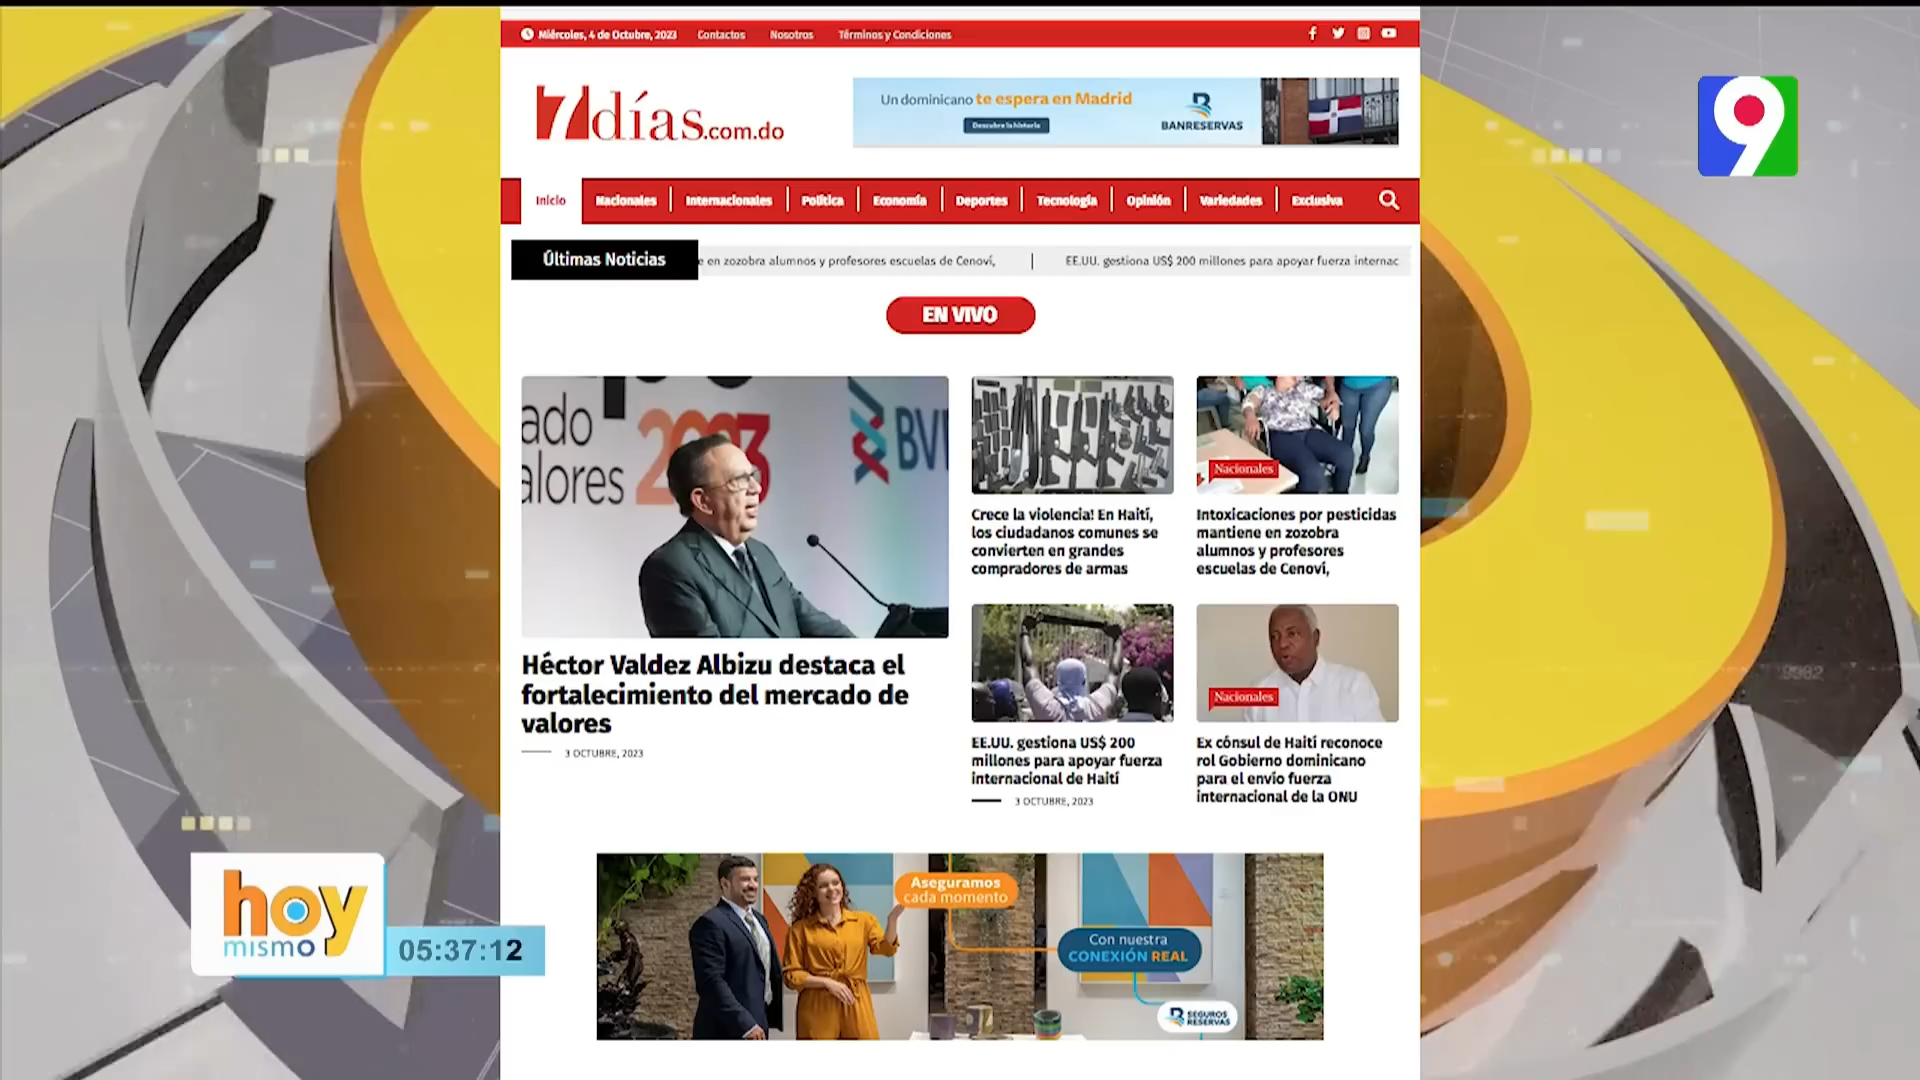 Miércoles, 4 de Octubre, 2023 Contactos Nosotros Términos y Condiciones
7días.com.do
Un dominicano te espera en Madrid
Descubre la historia
BANRESERVAS
9
Inicio Nacionales Internacionales Política Economía Deportes Tecnología Opinión Variedades Exclusiva
Últimas Noticias
e en zozobra alumnos y profesores escuelas de Cenoví, | EE.UU. gestiona US$ 200 millones para apoyar fuerza internac
EN VIVO
ado
alores
2023
BV
Héctor Valdez Albizu destaca el
fortalecimiento del mercado de
valores
3 OCTUBRE, 2023
Crece la violencia! En Haití,
los ciudadanos comunes se
convierten en grandes
compradores de armas
Nacionales
Intoxicaciones por pesticidas
mantiene en zozobra
alumnos y profesores
escuelas de Cenoví,
EE.UU. gestiona US$ 200
millones para apoyar fuerza
internacional de Haití
3 OCTUBRE, 2023
Nacionales
Ex cónsul de Haití reconoce
rol Gobierno dominicano
para el envío fuerza
internacional de la ONU
Aseguramos
cada momento
Con nuestra
CONEXIÓN REAL
SEGUROS
RESERVAS
hoy
mismo
05:37:12